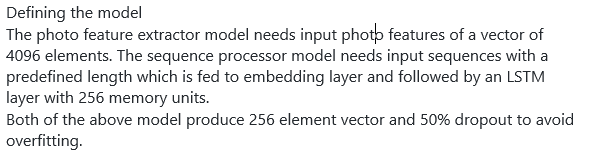 Defining the model
The photo feature extractor model needs input photo features of a vector of
4096 elements. The sequence processor model needs input sequences with a
predefined length which is fed to embedding layer and followed by an LSTM
layer with 256 memory units.
Both of the above model produce 256 element vector and 50% dropout to avoid
overfitting.